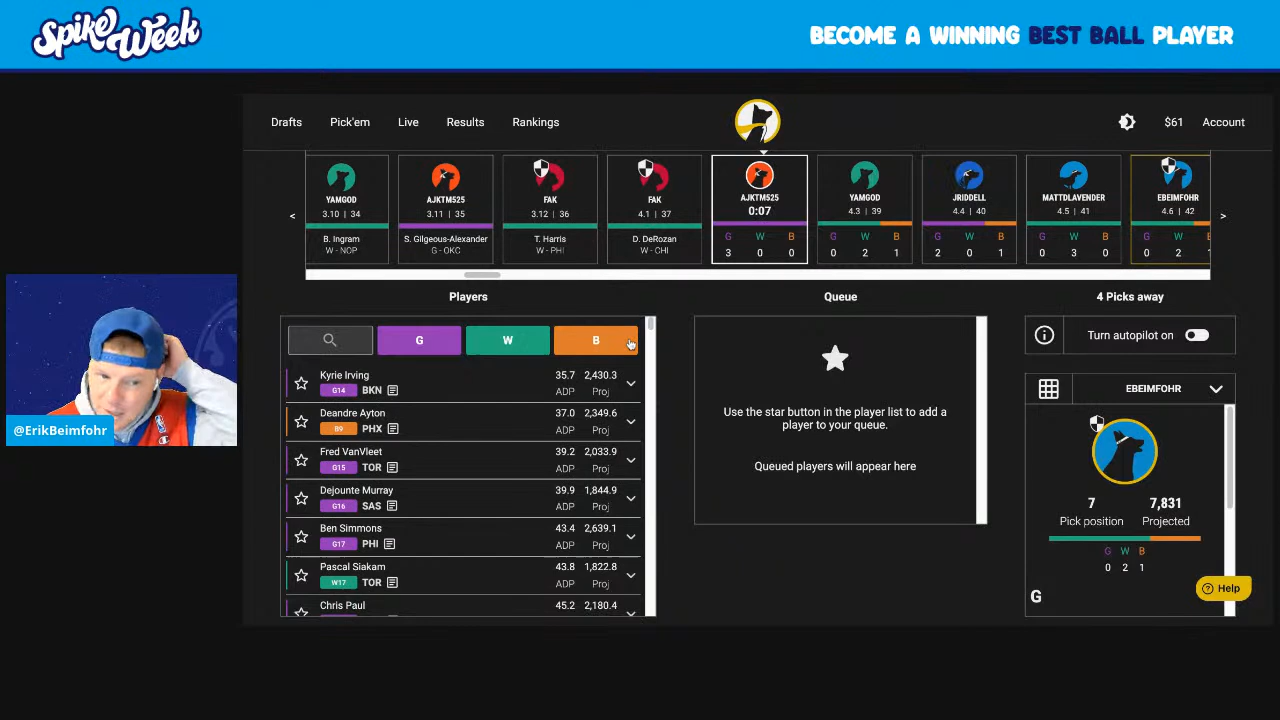 Spike Week
BECOME A WINNING BEST BALL PLAYER
Drafts Pick'em Live Results Rankings $61 Account
YAMGOD
3.10 | 34
B. Ingram
W - NOP
AJKTM525
3.11 | 35
S. Gilgeous-Alexander
G - OKC
FAK
3.12 | 36
T. Harris
W - PHI
FAK
4.1 | 37
D. DeRozan
W - CHI
AJKTM525
0:07
G W B
3 0 0
YAMGOD
4.3 | 39
G W B
0 2 1
JRIDDELL
4.4 | 40
G W B
2 0 1
MATTDLAVENDER
4.5 | 41
G W B
0 3 0
EBEIMFOHR
4.6 | 42
G W
0 2
< >
Players
G W B
Kyrie Irving 35.7 2,430.3
G14 BKN ADP Proj
Deandre Ayton 37.0 2,349.6
B9 PHX ADP Proj
Fred VanVleet 39.2 2,033.9
G15 TOR ADP Proj
Dejounte Murray 39.9 1,844.9
G16 SAS ADP Proj
Ben Simmons 43.4 2,639.1
G17 PHI ADP Proj
Pascal Siakam 43.8 1,822.8
W17 TOR ADP Proj
Chris Paul 45.2 2,180.4
Queue
Use the star button in the player list to add a
player to your queue.
Queued players will appear here
4 Picks away
Turn autopilot on
EBEIMFOHR
7 7,831
Pick position Projected
G W B
0 2 1
G
Help
@ErikBeimfohr